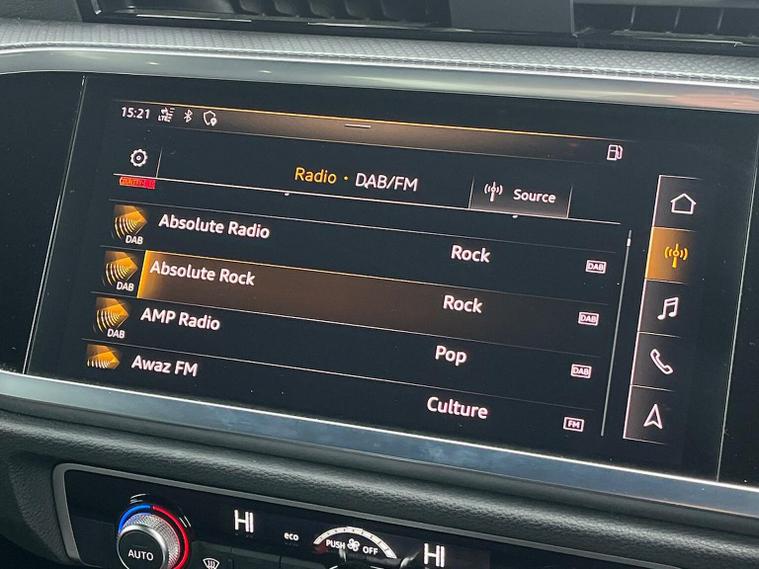 15:21 LTE
Radio · DAB/FM
Source
Absolute Radio
Rock
DAB
DAB
Absolute Rock
Rock
DAB
DAB
AMP Radio
Pop
DAB
DAB
Awaz FM
Culture
FM
HI
eco
PUSH OFF
HI
AUTO